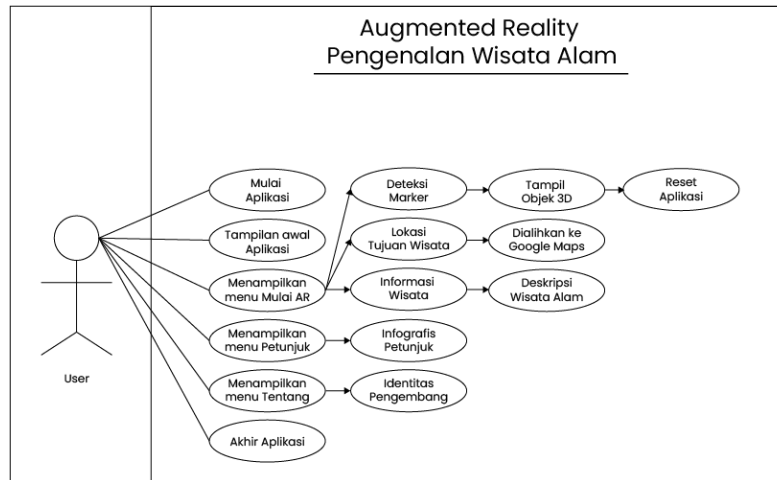 Augmented Reality
Pengenalan Wisata Alam
Mulai
Aplikasi
Deteksi
Marker
Tampil
Objek 3D
Reset
Aplikasi
Tampilan awal
Aplikasi
Lokasi
Tujuan Wisata
Dialihkan ke
Google Maps
Menampilkan
menu Mulai AR
Informasi
Wisata
Deskripsi
Wisata Alam
Menampilkan
menu Petunjuk
Infografis
Petunjuk
Menampilkan
menu Tentang
Identitas
Pengembang
Akhir Aplikasi
User